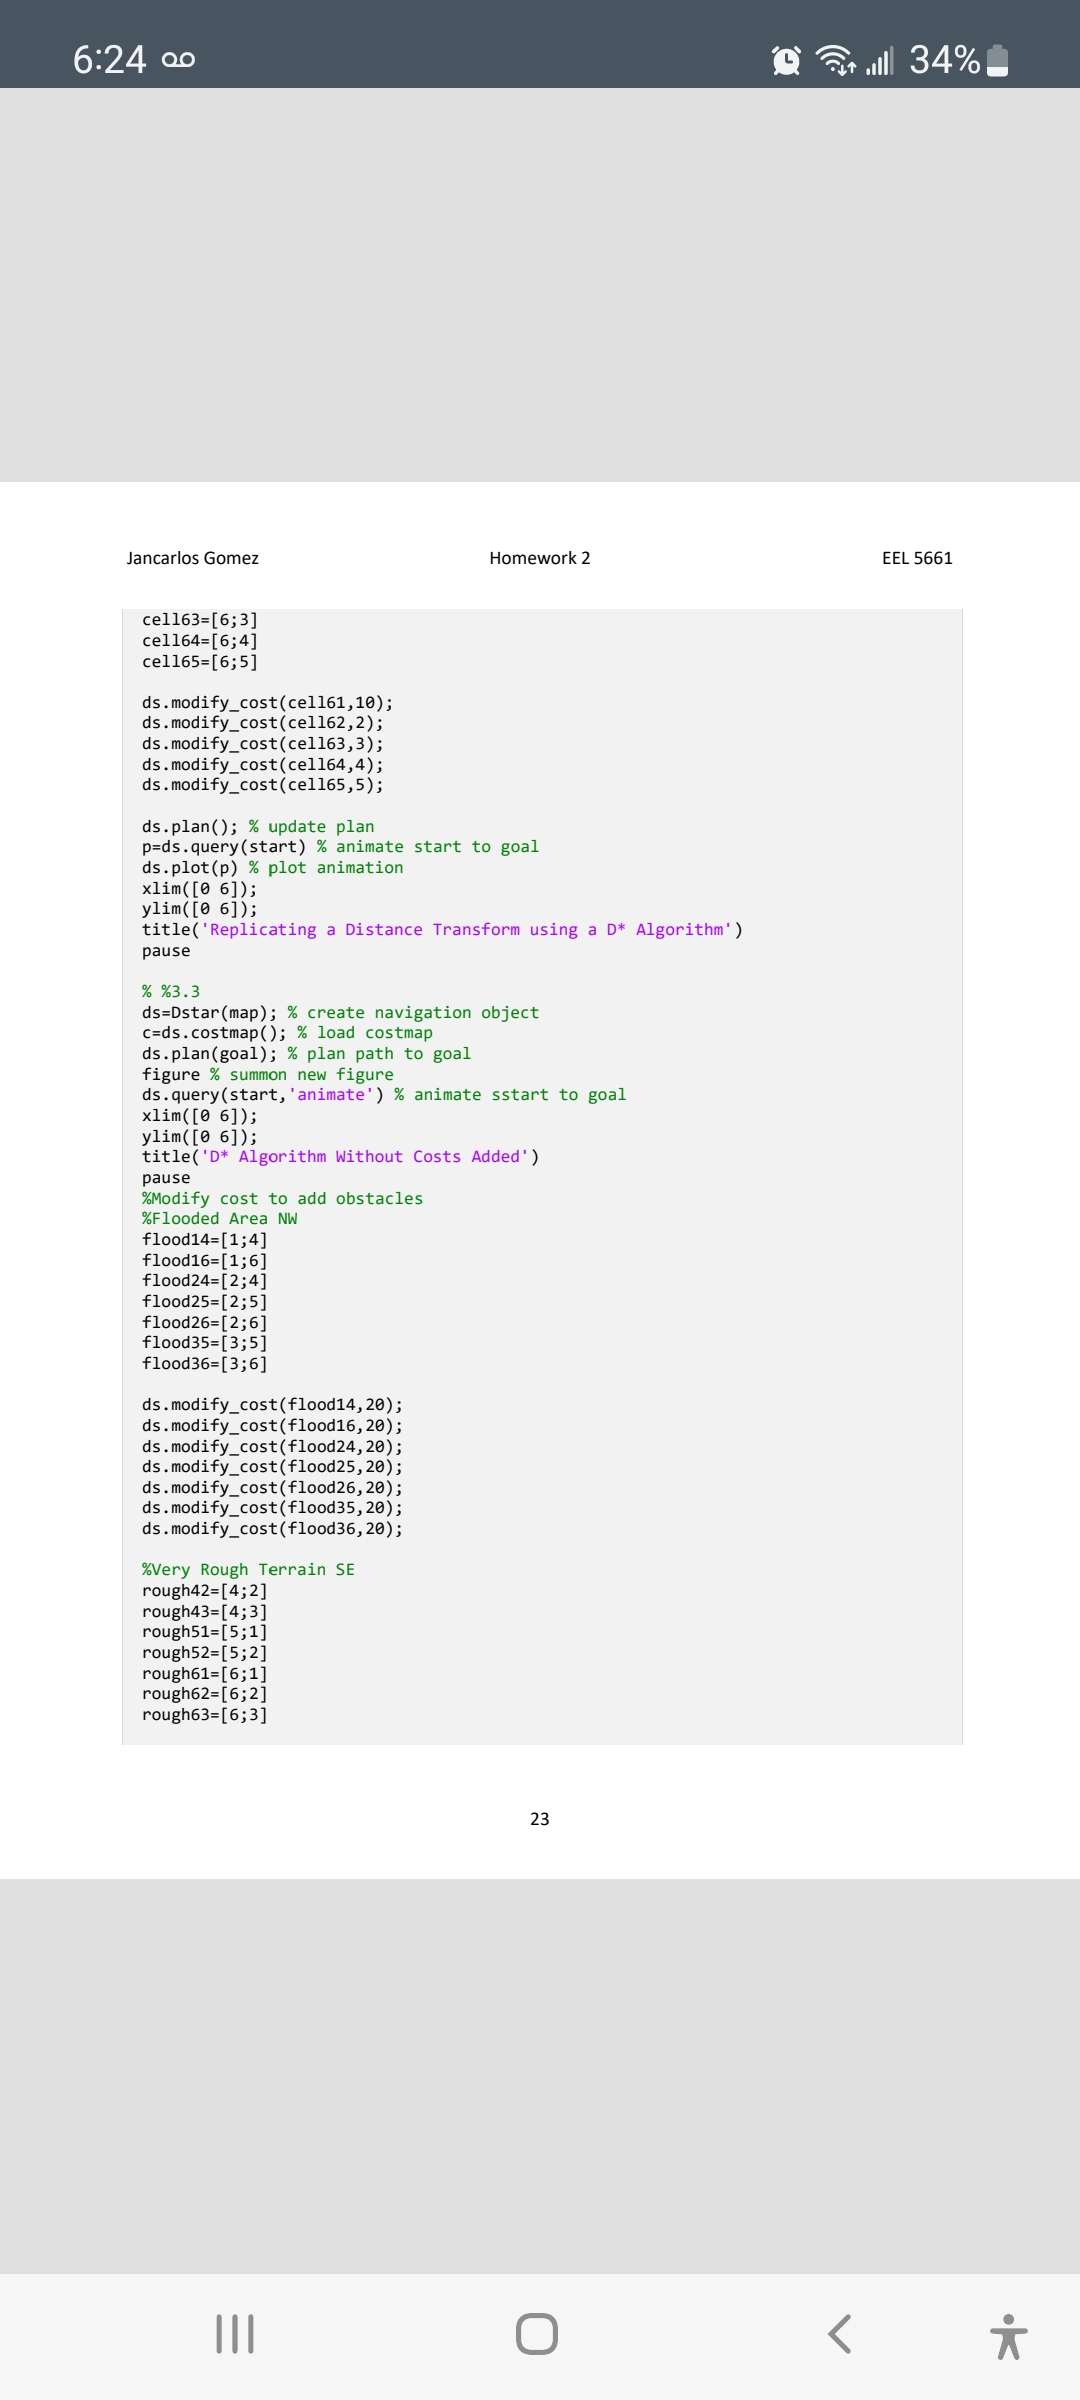 6:24
34%
Jancarlos Gomez Homework 2 EEL 5661
cell63=[6;3]
cell64=[6;4]
cell65=[6;5]
ds.modify_cost(cell61,10);
ds.modify_cost(cell62,2);
ds.modify_cost(cell63,3);
ds.modify_cost(cell64,4);
ds.modify_cost(cell65,5);
ds.plan(); % update plan
p=ds.query(start) % animate start to goal
ds.plot(p) % plot animation
xlim([0 6]);
ylim([0 6]);
title('Replicating a Distance Transform using a D* Algorithm')
pause
% %3.3
ds=Dstar(map); % create navigation object
c=ds.costmap(); % load costmap
ds.plan(goal); % plan path to goal
figure % summon new figure
ds.query(start,'animate') % animate sstart to goal
xlim([0 6]);
ylim([0 6]);
title('D* Algorithm Without Costs Added')
pause
%Modify cost to add obstacles
%Flooded Area NW
flood14=[1;4]
flood16=[1;6]
flood24=[2;4]
flood25=[2;5]
flood26=[2;6]
flood35=[3;5]
flood36=[3;6]
ds.modify_cost(flood14,20);
ds.modify_cost(flood16,20);
ds.modify_cost(flood24,20);
ds.modify_cost(flood25,20);
ds.modify_cost(flood26,20);
ds.modify_cost(flood35,20);
ds.modify_cost(flood36,20);
%Very Rough Terrain SE
rough42=[4;2]
rough43=[4;3]
rough51=[5;1]
rough52=[5;2]
rough61=[6;1]
rough62=[6;2]
rough63=[6;3]
23